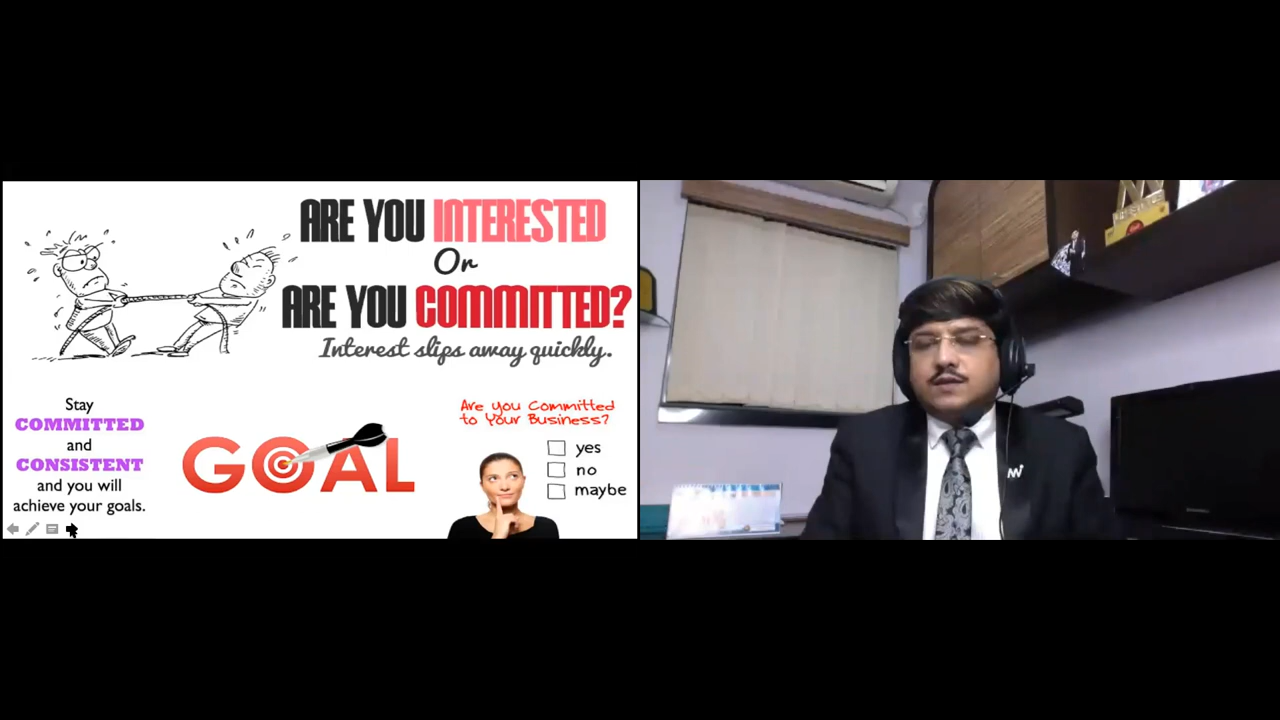 ARE YOU INTERESTED
Or
ARE YOU COMMITTED?
Interest slips away quickly.
Stay
COMMITTED
and
CONSISTENT
and you will
achieve your goals.
GOAL
Are you Committed
to Your Business?
yes
no
maybe